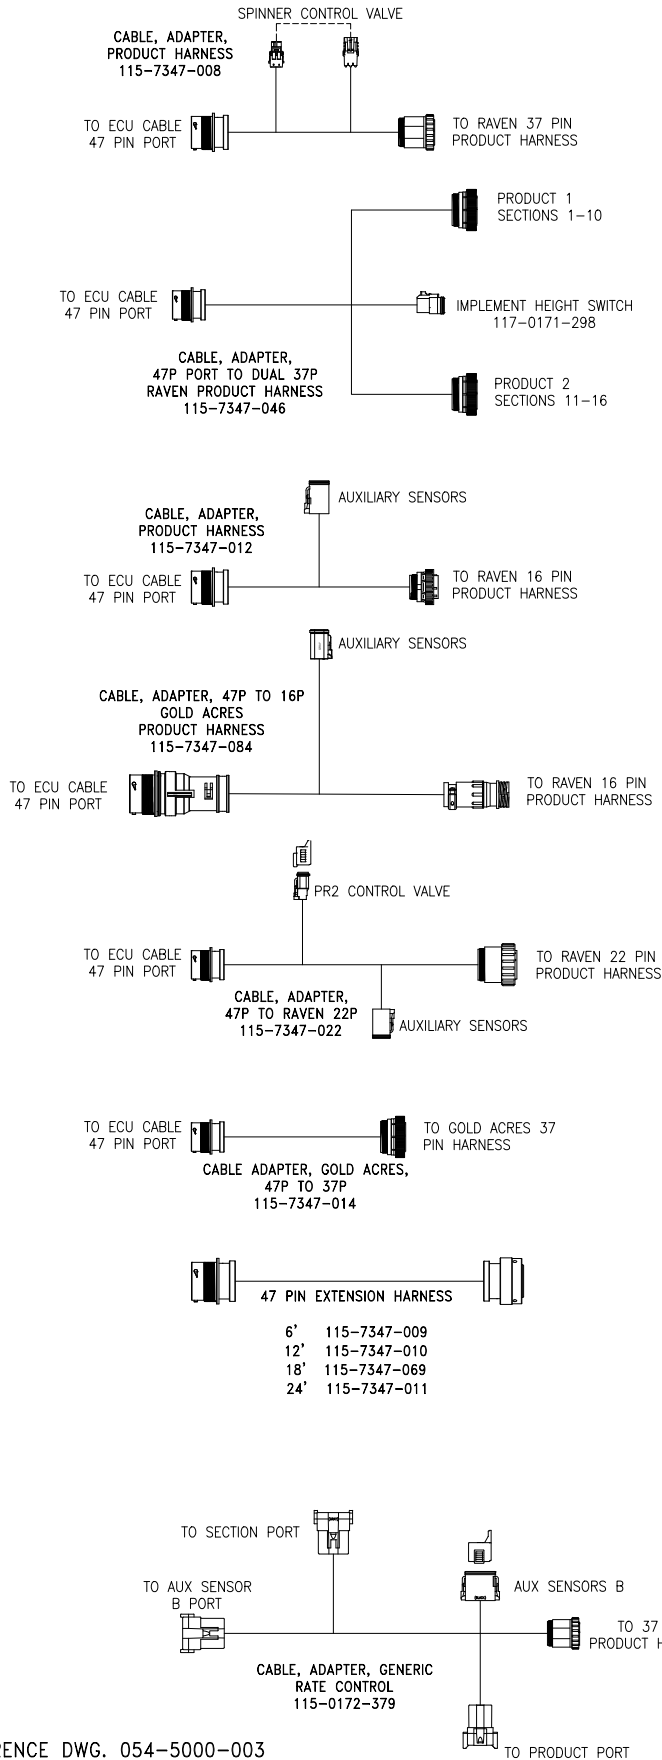 SPINNER CONTROL VALVE
CABLE, ADAPTER,
PRODUCT HARNESS
115-7347-008
TO ECU CABLE
47 PIN PORT
TO RAVEN 37 PIN
PRODUCT HARNESS
PRODUCT 1
SECTIONS 1-10
TO ECU CABLE
47 PIN PORT
IMPLEMENT HEIGHT SWITCH
117-0171-298
CABLE, ADAPTER,
47P PORT TO DUAL 37P
RAVEN PRODUCT HARNESS
115-7347-046
PRODUCT 2
SECTIONS 11-16
AUXILIARY SENSORS
CABLE, ADAPTER,
PRODUCT HARNESS
115-7347-012
TO ECU CABLE
47 PIN PORT
TO RAVEN 16 PIN
PRODUCT HARNESS
AUXILIARY SENSORS
CABLE, ADAPTER, 47P TO 16P
GOLD ACRES
PRODUCT HARNESS
115-7347-084
TO ECU CABLE
47 PIN PORT
TO RAVEN 16 PIN
PRODUCT HARNESS
PR2 CONTROL VALVE
TO ECU CABLE
47 PIN PORT
TO RAVEN 22 PIN
PRODUCT HARNESS
CABLE, ADAPTER,
47P TO RAVEN 22P
115-7347-022
AUXILIARY SENSORS
TO ECU CABLE
47 PIN PORT
TO GOLD ACRES 37
PIN HARNESS
CABLE ADAPTER, GOLD ACRES,
47P TO 37P
115-7347-014
47 PIN EXTENSION HARNESS
6' 115-7347-009
12' 115-7347-010
18' 115-7347-069
24' 115-7347-011
TO SECTION PORT
TO AUX SENSOR
B PORT
AUX SENSORS B
TO 37
PRODUCT H
CABLE, ADAPTER, GENERIC
RATE CONTROL
115-0172-379
TO PRODUCT PORT
RENCE DWG. 054-5000-003